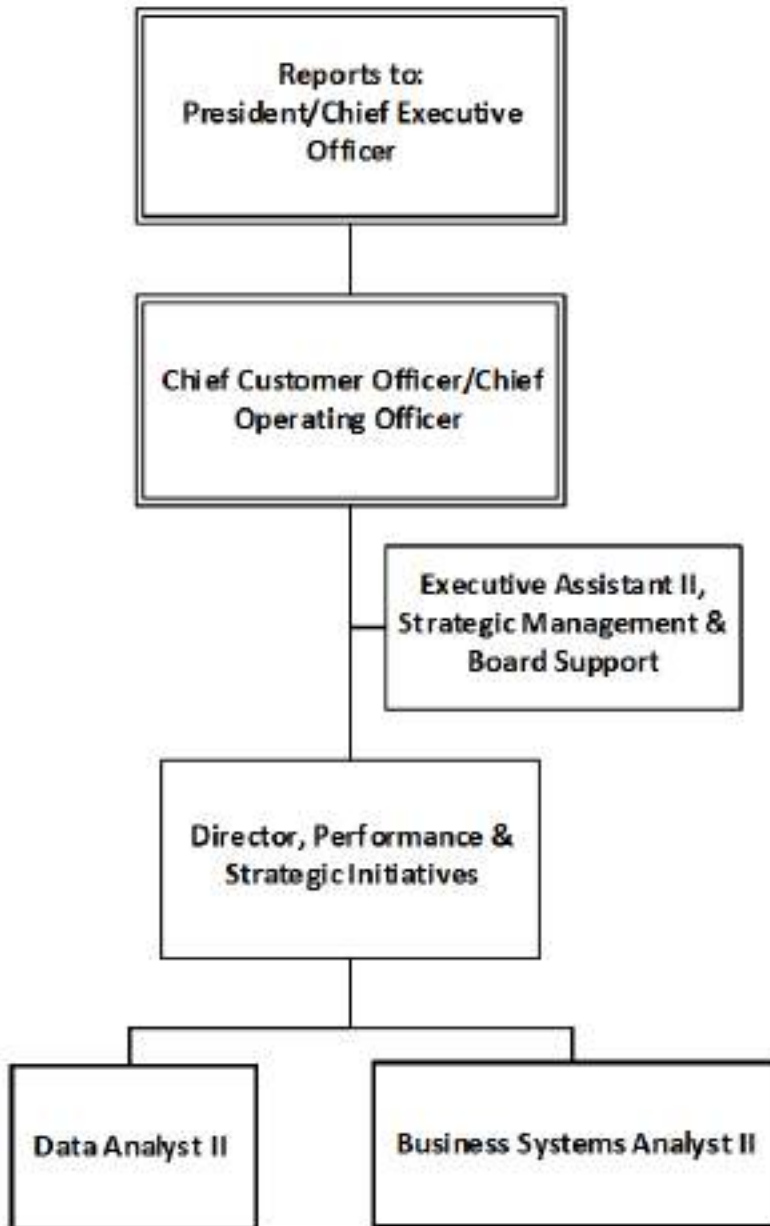 Reports to:
President/Chief Executive
Officer
Chief Customer Officer/Chief
Operating Officer
Executive Assistant II,
Strategic Management &
Board Support
Director, Performance &
Strategic Initiatives
Data Analyst II
Business Systems Analyst II